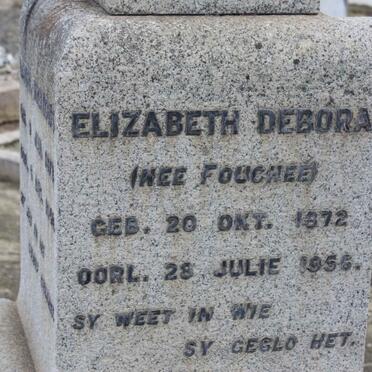 ELIZABETH DEBORA
(NEE FOUCHEE)
GEB. 20 OKT. 1872
OORL. 28 JULIE 1956.
SY WEET IN WIE
SY GEGLO HET.